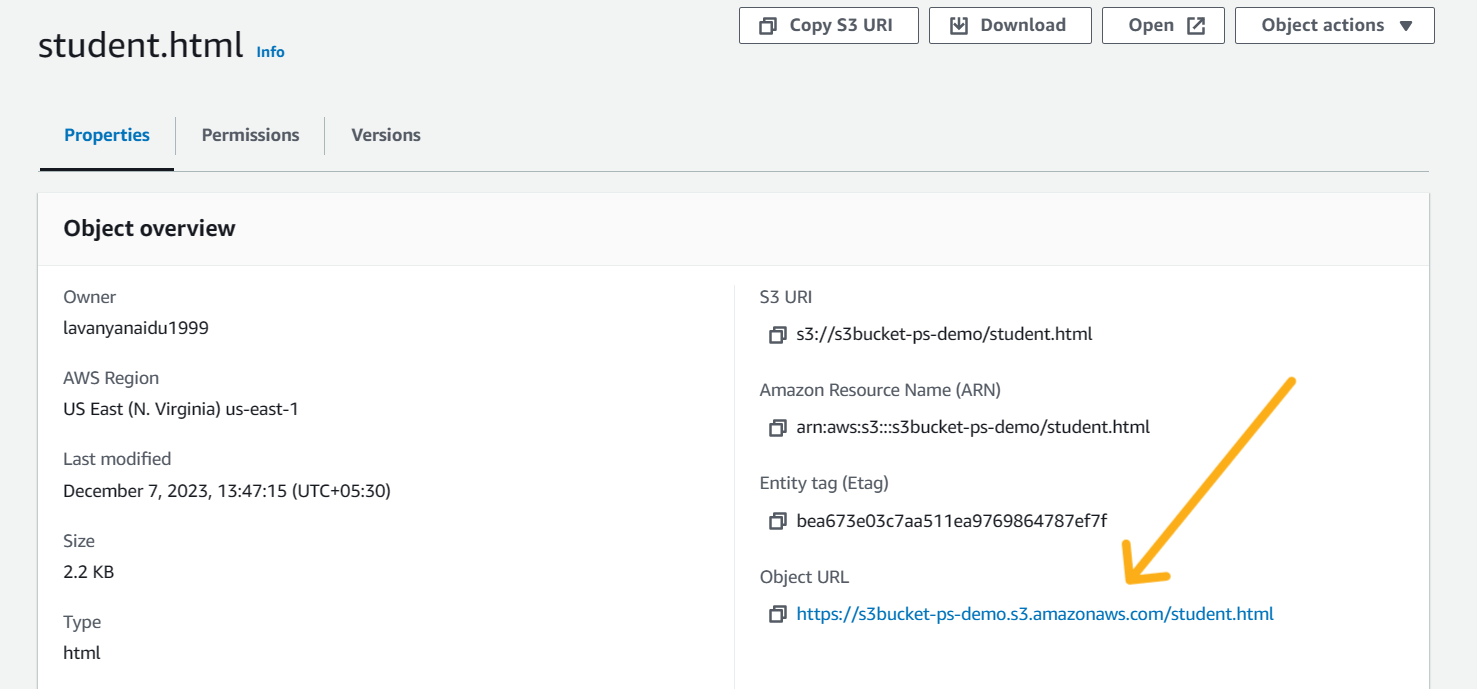 student.html Info
Copy S3 URI
Download
Open
Object actions
Properties
Permissions
Versions
Object overview
Owner
lavanyanaidu1999
AWS Region
US East (N. Virginia) us-east-1
Last modified
December 7, 2023, 13:47:15 (UTC+05:30)
Size
2.2 KB
Type
html
S3 URI
s3://s3bucket-ps-demo/student.html
Amazon Resource Name (ARN)
arn:aws:s3:::s3bucket-ps-demo/student.html
Entity tag (Etag)
bea673e03c7aa511ea9769864787ef7f
Object URL
https://s3bucket-ps-demo.s3.amazonaws.com/student.html